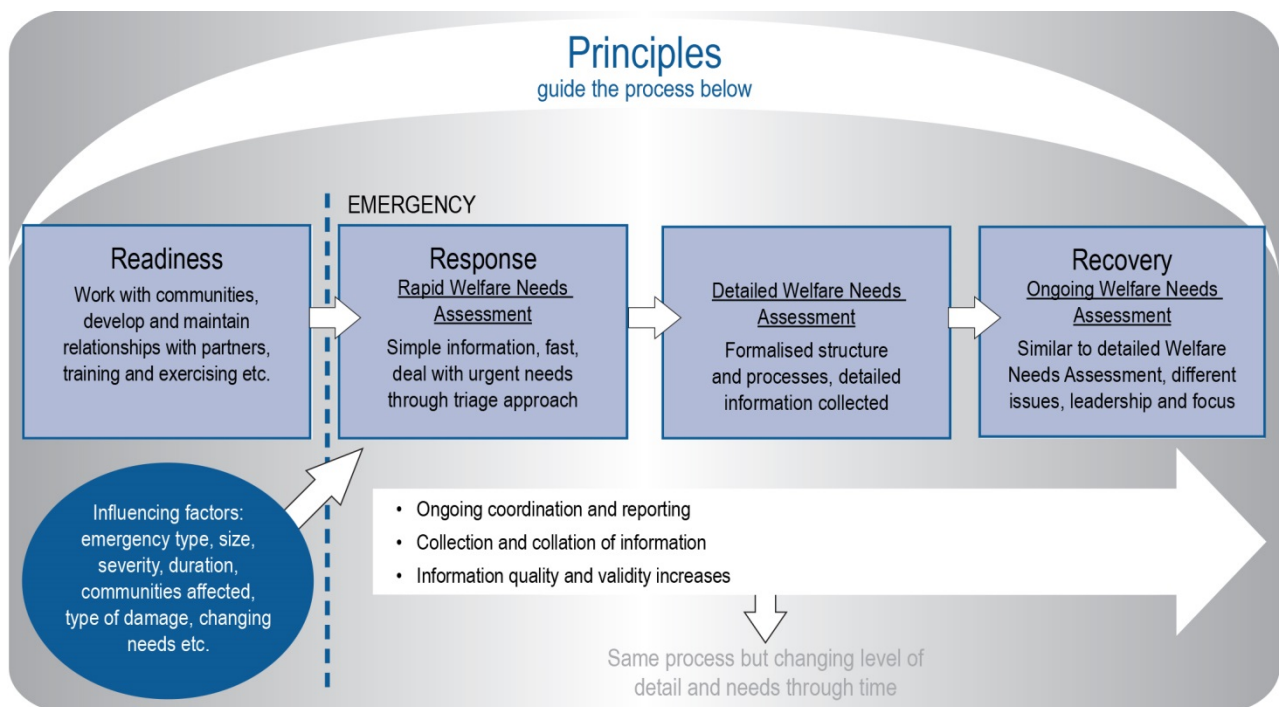 Principles
guide the process below
EMERGENCY
Readiness
Work with communities,
develop and maintain
relationships with partners,
training and exercising etc.
Response
Rapid Welfare Needs
Assessment
Simple information, fast,
deal with urgent needs
through triage approach
Detailed Welfare Needs
Assessment
Formalised structure
and processes, detailed
information collected
Recovery
Ongoing Welfare Needs
Assessment
Similar to detailed Welfare
Needs Assessment, different
issues, leadership and focus
Influencing factors:
emergency type, size,
severity, duration,
communities affected,
type of damage, changing
needs etc.
• Ongoing coordination and reporting
• Collection and collation of information
• Information quality and validity increases
Same process but changing level of
detail and needs through time